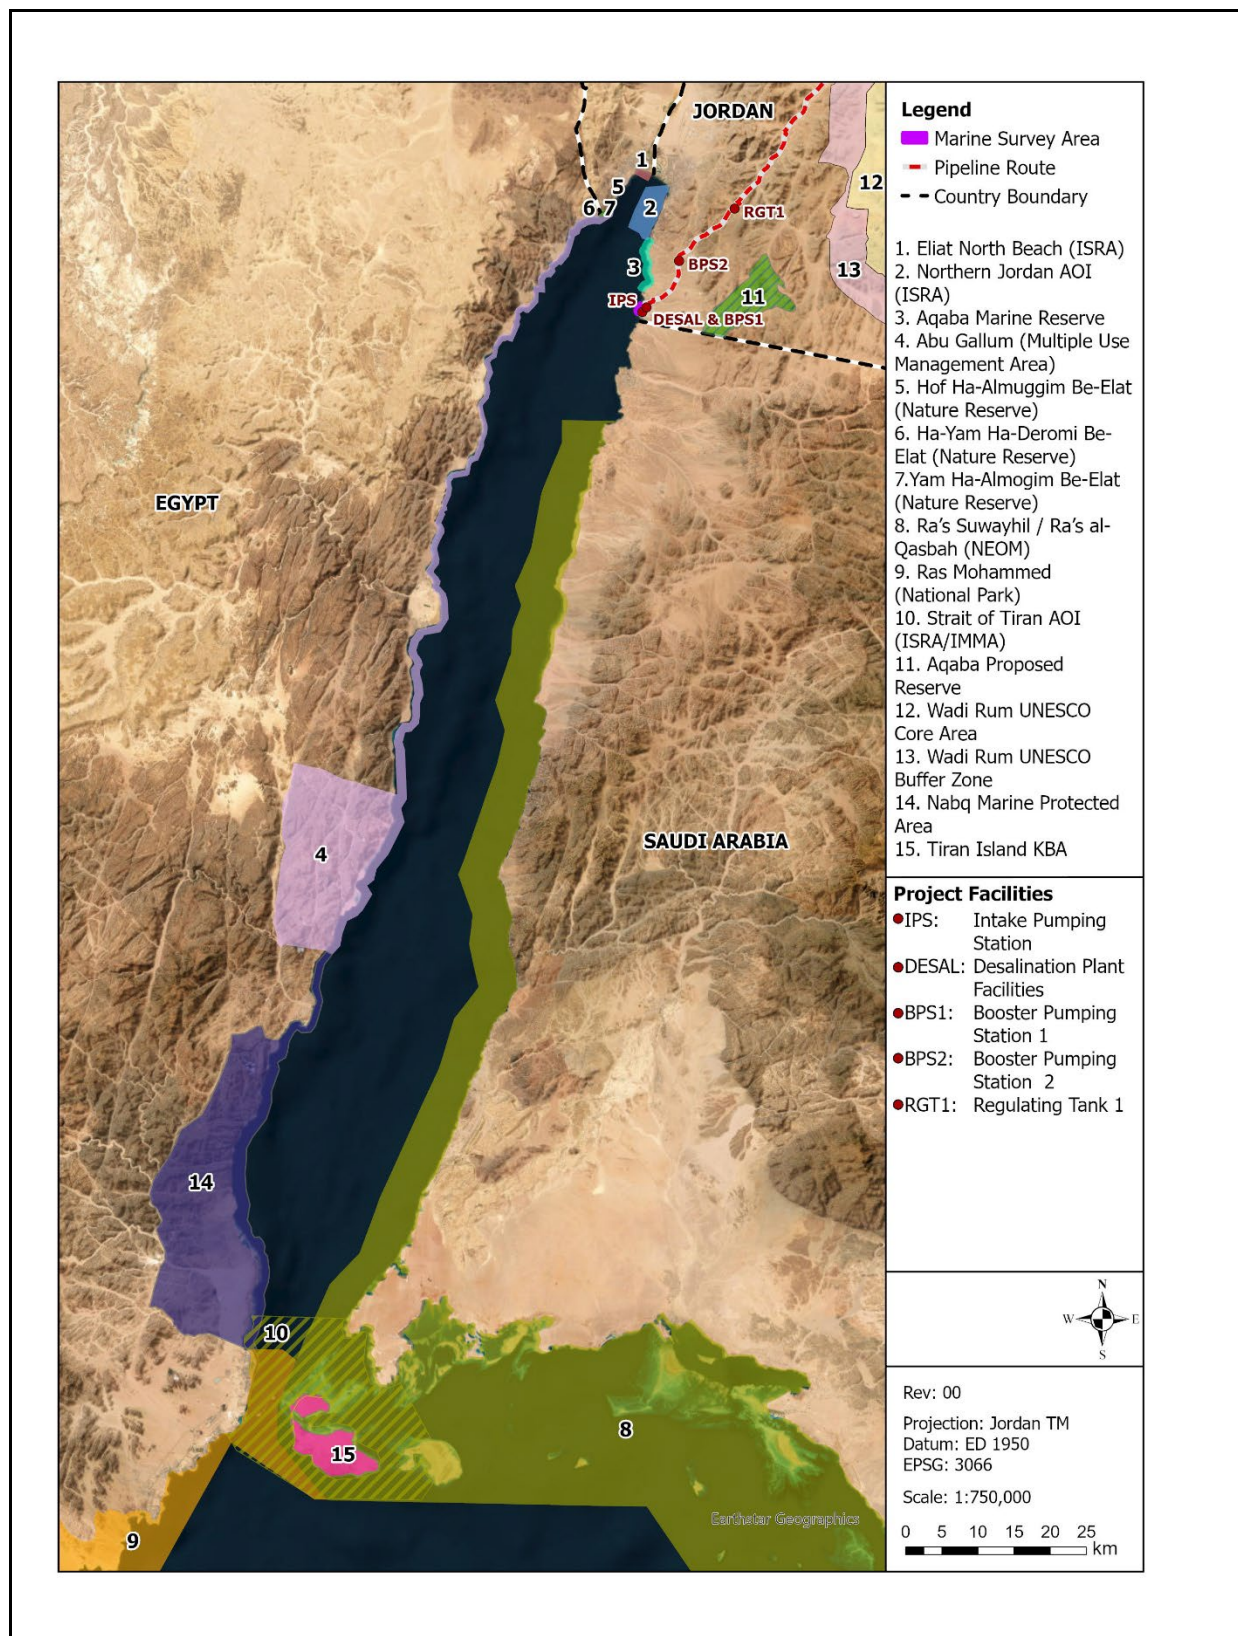 JORDAN
1
5
6
7
2
12
RGT1
BPS2
3
13
11
IPS
DESAL & BPS1
EGYPT
4
SAUDI ARABIA
14
10
8
15
9
Earthstar Geographics
Legend
Marine Survey Area
Pipeline Route
Country Boundary
1. Eliat North Beach (ISRA)
2. Northern Jordan AOI
(ISRA)
3. Aqaba Marine Reserve
4. Abu Gallum (Multiple Use
Management Area)
5. Hof Ha-Almuggim Be-Elat
(Nature Reserve)
6. Ha-Yam Ha-Deromi Be-
Elat (Nature Reserve)
7.Yam Ha-Almogim Be-Elat
(Nature Reserve)
8. Ra's Suwayhil / Ra's al-
Qasbah (NEOM)
9. Ras Mohammed
(National Park)
10. Strait of Tiran AOI
(ISRA/IMMA)
11. Aqaba Proposed
Reserve
12. Wadi Rum UNESCO
Core Area
13. Wadi Rum UNESCO
Buffer Zone
14. Nabq Marine Protected
Area
15. Tiran Island KBA
Project Facilities
IPS: Intake Pumping
Station
DESAL: Desalination Plant
Facilities
BPS1: Booster Pumping
Station 1
BPS2: Booster Pumping
Station 2
RGT1: Regulating Tank 1
N
W E
S
Rev: 00
Projection: Jordan TM
Datum: ED 1950
EPSG: 3066
Scale: 1:750,000
0 5 10 15 20 25
km